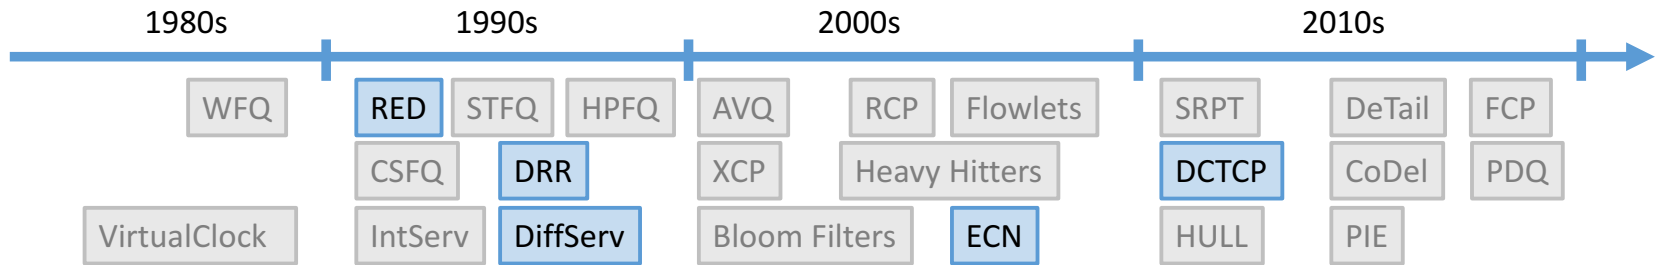 1980s 1990s 2000s 2010s
WFQ RED STFQ HPFQ AVQ RCP Flowlets SRPT DeTail FCP
CSFQ DRR XCP Heavy Hitters DCTCP CoDel PDQ
VirtualClock IntServ DiffServ Bloom Filters ECN HULL PIE